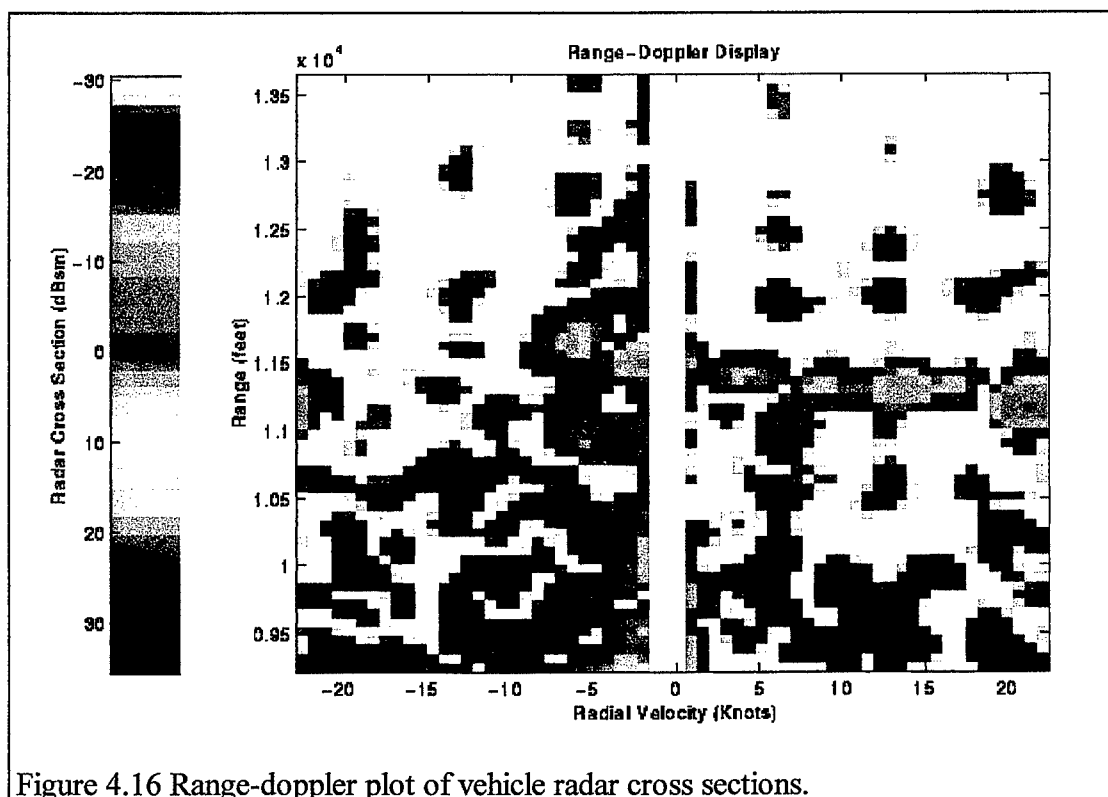 Range-Doppler Display
x 10^4
-30
-20
-10
0
10
20
30
Radar Cross Section (dBsm)
1.35
1.3
1.25
1.2
1.15
1.1
1.05
1
0.95
Range (feet)
-20 -15 -10 -5 0 5 10 15 20
Radial Velocity (Knots)
Figure 4.16 Range-doppler plot of vehicle radar cross sections.